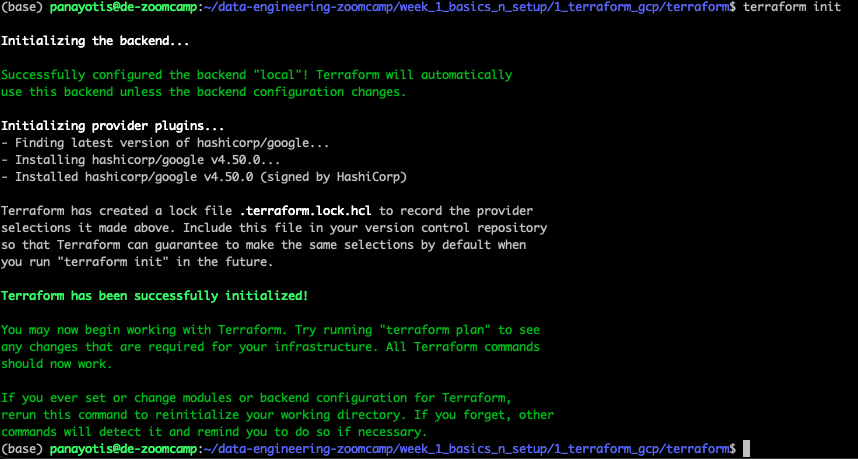 (base) panayotis@de-zoomcamp:~/data-engineering-zoomcamp/week_1_basics_n_setup/1_terraform_gcp/terraform$ terraform init
Initializing the backend...
Successfully configured the backend "local"! Terraform will automatically
use this backend unless the backend configuration changes.
Initializing provider plugins...
- Finding latest version of hashicorp/google...
- Installing hashicorp/google v4.50.0...
- Installed hashicorp/google v4.50.0 (signed by HashiCorp)
Terraform has created a lock file .terraform.lock.hcl to record the provider
selections it made above. Include this file in your version control repository
so that Terraform can guarantee to make the same selections by default when
you run "terraform init" in the future.
Terraform has been successfully initialized!
You may now begin working with Terraform. Try running "terraform plan" to see
any changes that are required for your infrastructure. All Terraform commands
should now work.
If you ever set or change modules or backend configuration for Terraform,
rerun this command to reinitialize your working directory. If you forget, other
commands will detect it and remind you to do so if necessary.
(base) panayotis@de-zoomcamp:~/data-engineering-zoomcamp/week_1_basics_n_setup/1_terraform_gcp/terraform$